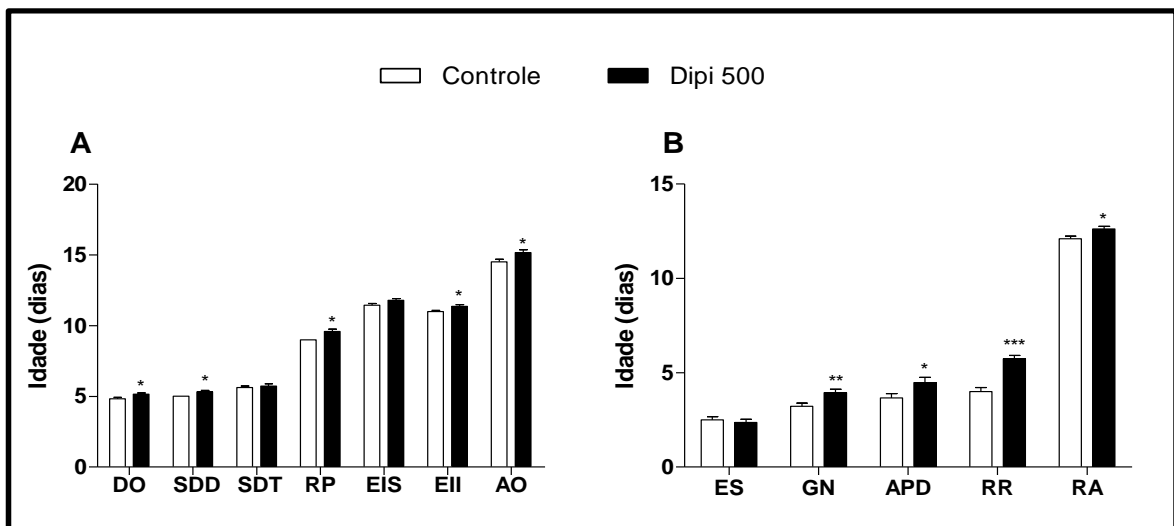 Controle Dipi 500
A
Idade (dias)
20
15
10
5
0
* * * * *
DO SDD SDT RP EIS EII AO
B
Idade (dias)
15
10
5
0
** * *** *
ES GN APD RR RA